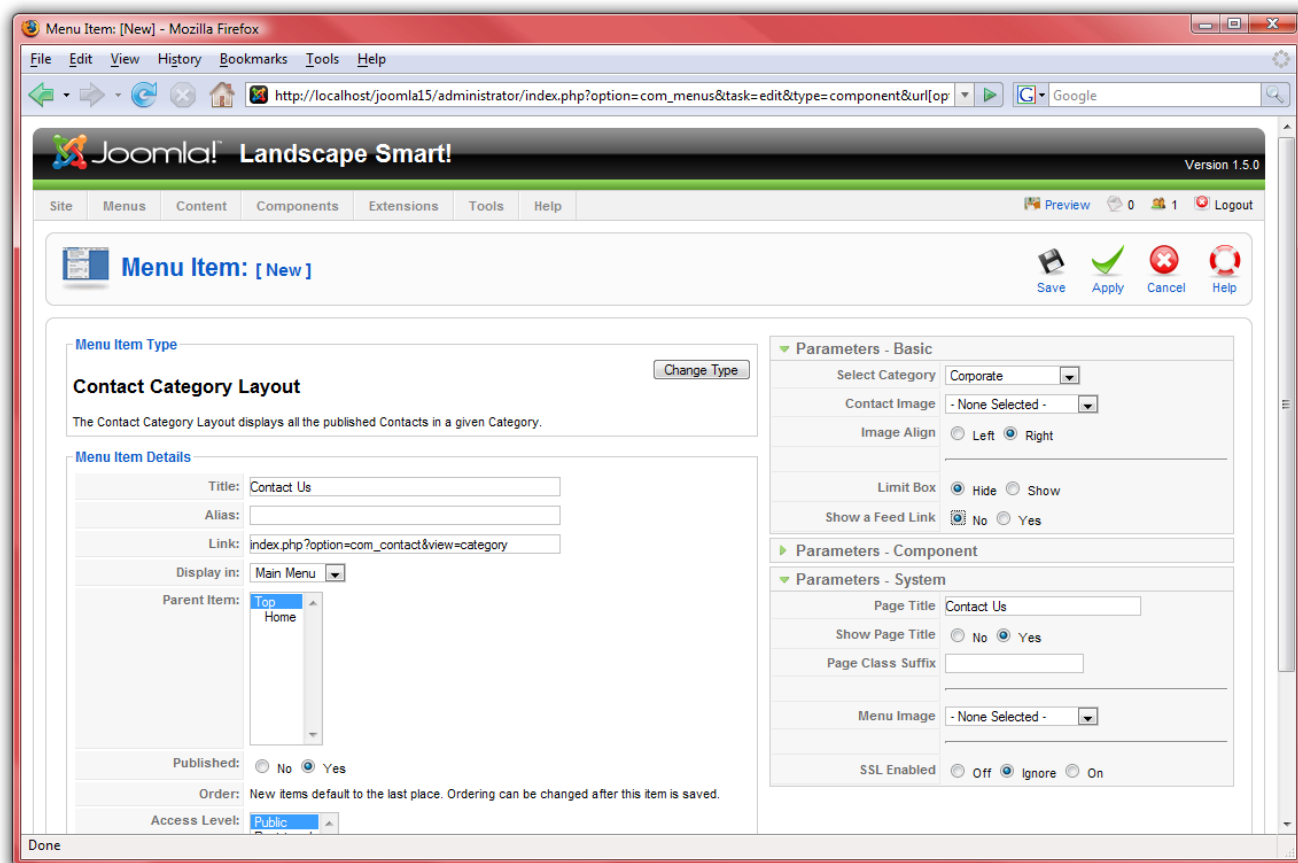 Menu Item: [New] - Mozilla Firefox
File Edit View History Bookmarks Tools Help
http://localhost/joomla15/administrator/index.php?option=com_menus&task=edit&type=component&url[op
G Google
Joomla! Landscape Smart!
Version 1.5.0
Site Menus Content Components Extensions Tools Help Preview 0 1 Logout
Menu Item: [ New ]
Save Apply Cancel Help
Menu Item Type
Change Type
Contact Category Layout
The Contact Category Layout displays all the published Contacts in a given Category.
Menu Item Details
Title: Contact Us
Alias:
Link: index.php?option=com_contact&view=category
Display in: Main Menu
Parent Item: Top
Home
Published: No Yes
Order: New items default to the last place. Ordering can be changed after this item is saved.
Access Level: Public
Parameters - Basic
Select Category Corporate
Contact Image - None Selected -
Image Align Left Right
Limit Box Hide Show
Show a Feed Link No Yes
Parameters - Component
Parameters - System
Page Title Contact Us
Show Page Title No Yes
Page Class Suffix
Menu Image - None Selected -
SSL Enabled Off Ignore On
Done